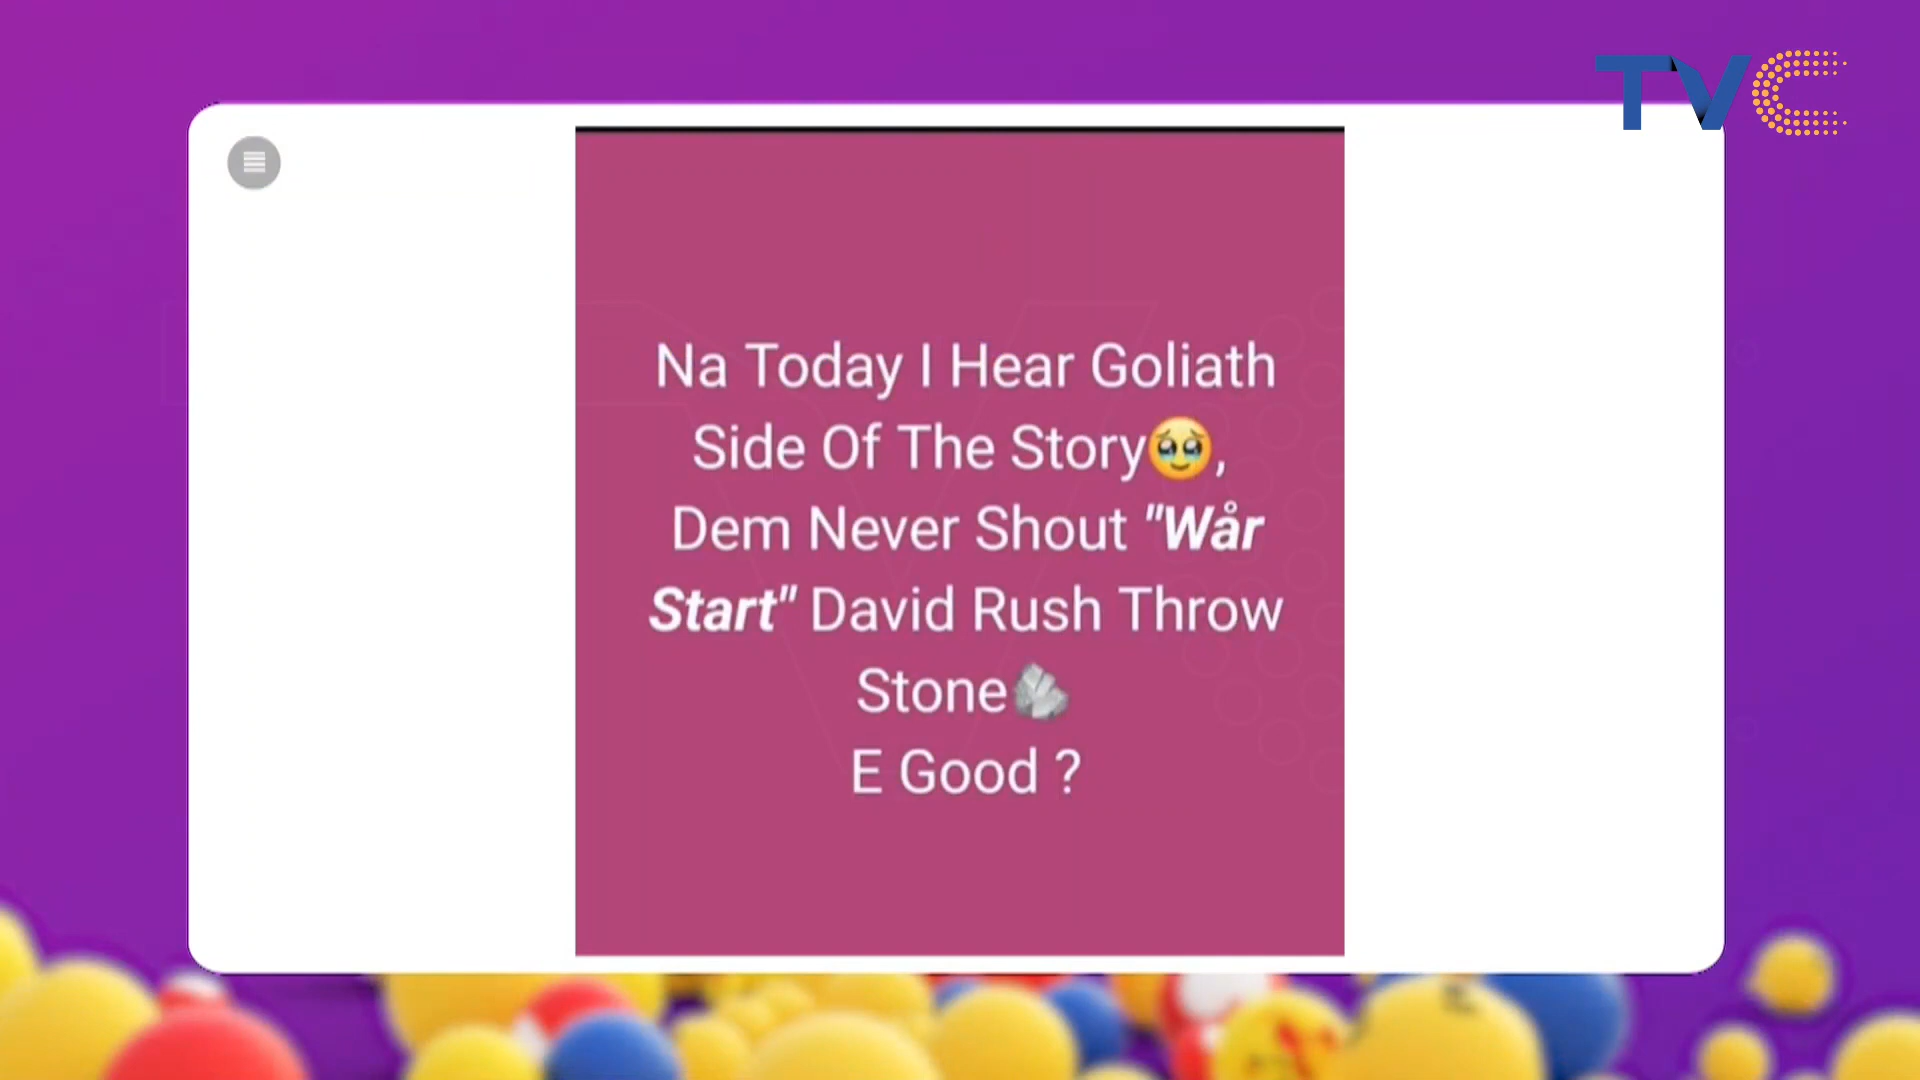 TVC
Na Today I Hear Goliath
Side Of The Story🥹,
Dem Never Shout "Wår
Start" David Rush Throw
Stone🪨
E Good ?